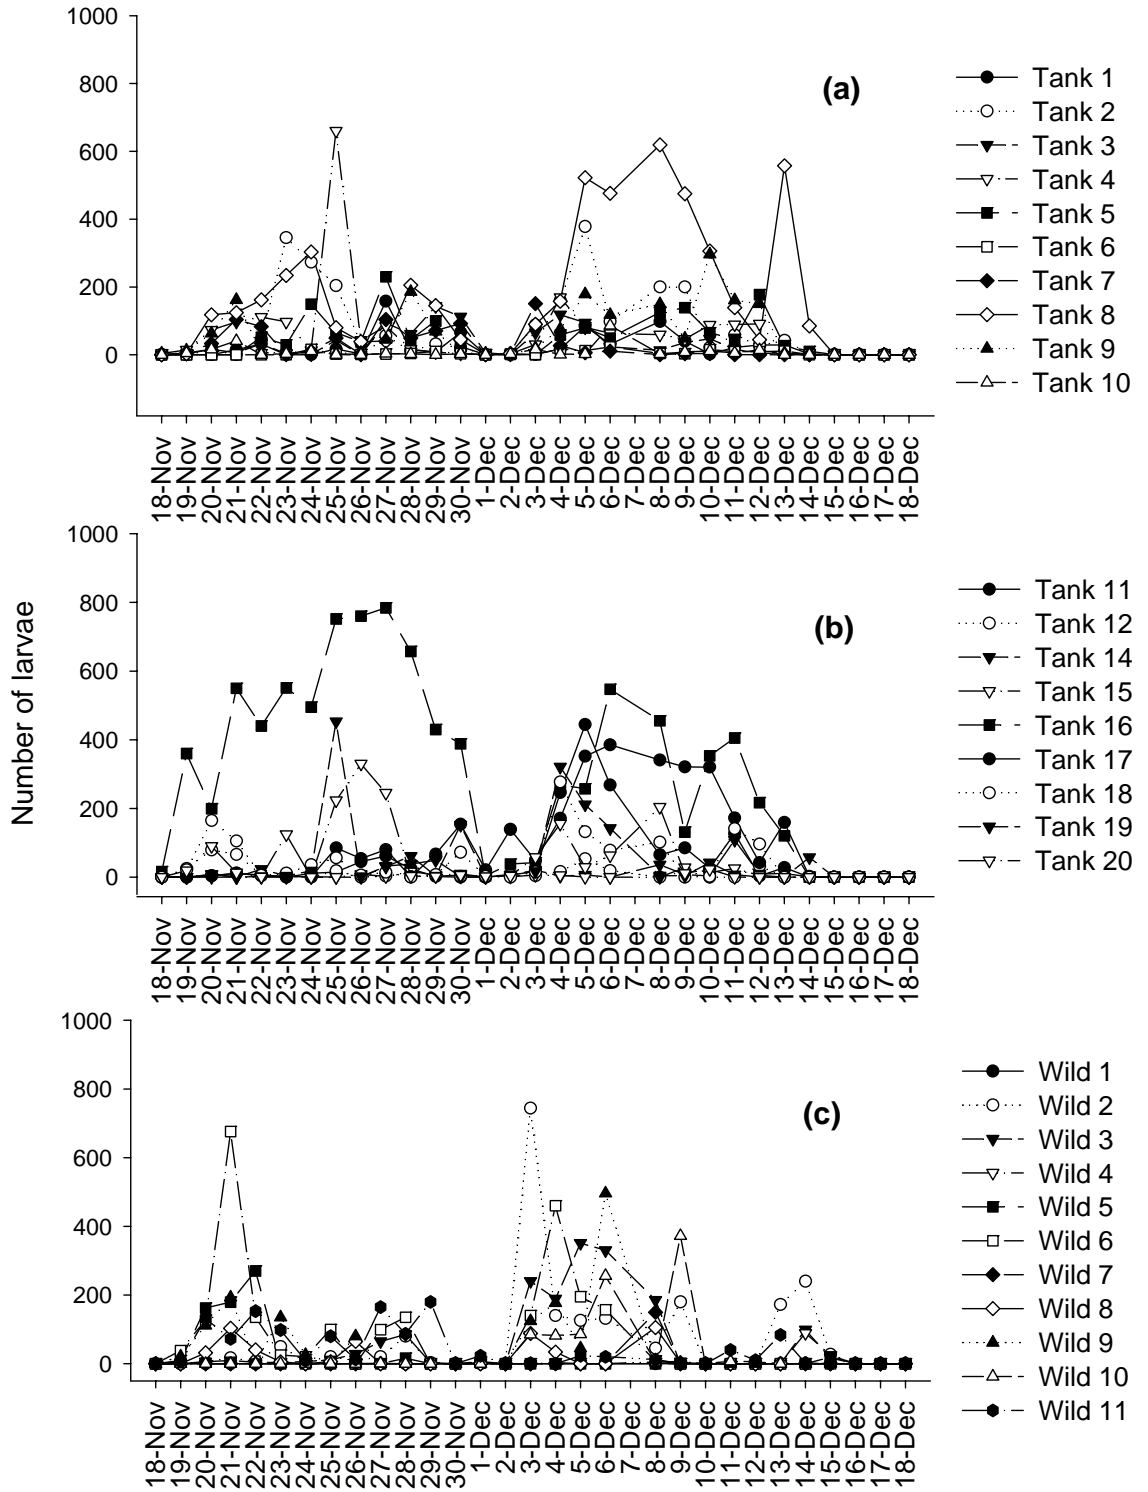 1000
800
600
400
200
0
(a)
Tank 1
Tank 2
Tank 3
Tank 4
Tank 5
Tank 6
Tank 7
Tank 8
Tank 9
Tank 10
18-Nov
19-Nov
20-Nov
21-Nov
22-Nov
23-Nov
24-Nov
25-Nov
26-Nov
27-Nov
28-Nov
29-Nov
30-Nov
1-Dec
2-Dec
3-Dec
4-Dec
5-Dec
6-Dec
7-Dec
8-Dec
9-Dec
10-Dec
11-Dec
12-Dec
13-Dec
14-Dec
15-Dec
16-Dec
17-Dec
18-Dec
Number of larvae
1000
800
600
400
200
0
(b)
Tank 11
Tank 12
Tank 14
Tank 15
Tank 16
Tank 17
Tank 18
Tank 19
Tank 20
18-Nov
19-Nov
20-Nov
21-Nov
22-Nov
23-Nov
24-Nov
25-Nov
26-Nov
27-Nov
28-Nov
29-Nov
30-Nov
1-Dec
2-Dec
3-Dec
4-Dec
5-Dec
6-Dec
7-Dec
8-Dec
9-Dec
10-Dec
11-Dec
12-Dec
13-Dec
14-Dec
15-Dec
16-Dec
17-Dec
18-Dec
1000
800
600
400
200
0
(c)
Wild 1
Wild 2
Wild 3
Wild 4
Wild 5
Wild 6
Wild 7
Wild 8
Wild 9
Wild 10
Wild 11
18-Nov
19-Nov
20-Nov
21-Nov
22-Nov
23-Nov
24-Nov
25-Nov
26-Nov
27-Nov
28-Nov
29-Nov
30-Nov
1-Dec
2-Dec
3-Dec
4-Dec
5-Dec
6-Dec
7-Dec
8-Dec
9-Dec
10-Dec
11-Dec
12-Dec
13-Dec
14-Dec
15-Dec
16-Dec
17-Dec
18-Dec